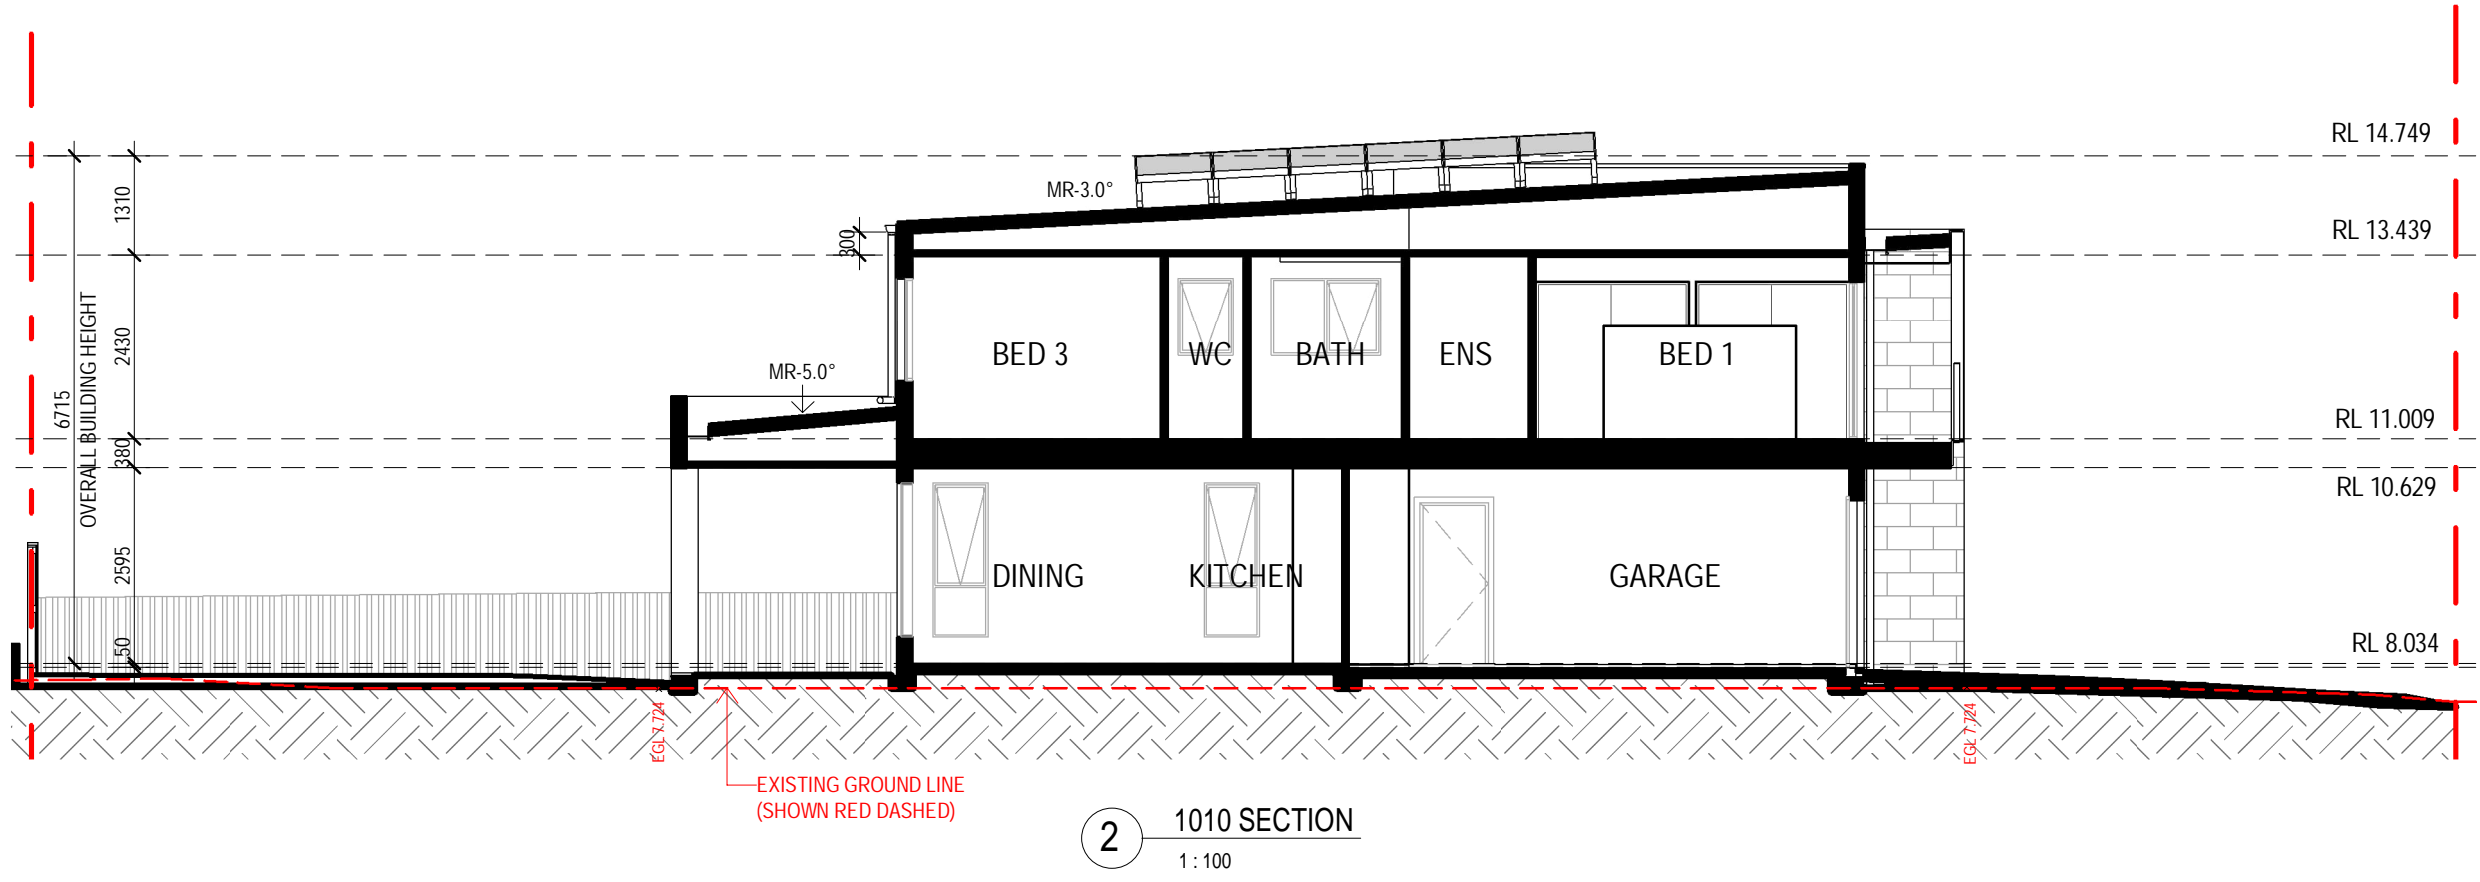 RL 14.749
MR-3.0°
1310
RL 13.439
300
OVERALL BUILDING HEIGHT
6715
2430
BED 3
WC
BATH
ENS
BED 1
MR-5.0°
RL 11.009
380
RL 10.629
2595
DINING
KITCHEN
GARAGE
50
RL 8.034
EGL 7.724
EGL 7.724
EXISTING GROUND LINE
(SHOWN RED DASHED)
2
1010 SECTION
1 : 100